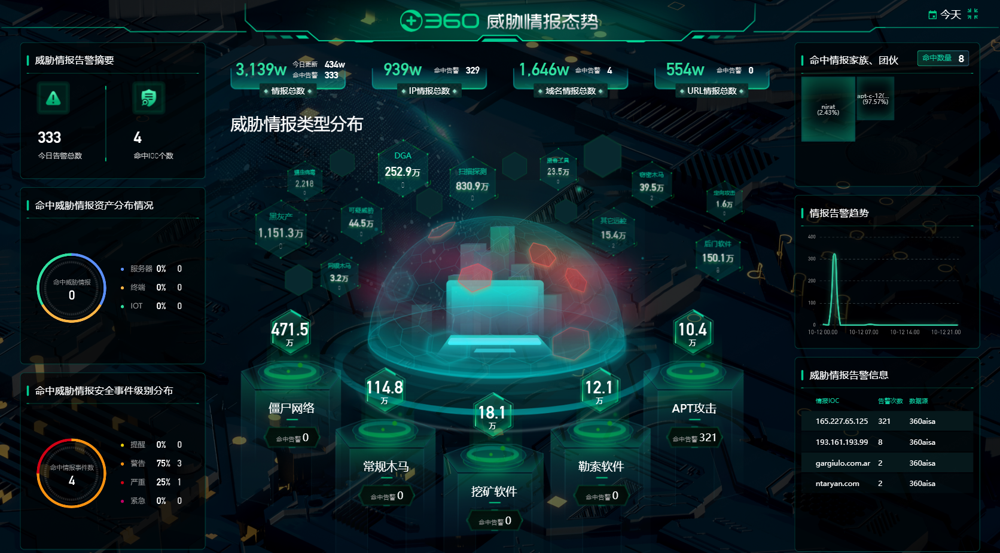 360 威胁情报态势
今天
威胁情报告警摘要
333
今日告警总数
4
命中IOC个数
命中威胁情报资产分布情况
命中威胁情报
0
服务器 0% 0
终端 0% 0
IOT 0% 0
命中威胁情报安全事件级别分布
命中情报事件数
4
提醒 0% 0
警告 75% 3
严重 25% 1
紧急 0% 0
3,139w
今日更新 434w
命中告警 333
情报总数
939w
命中告警 329
IP情报总数
1,646w
命中告警 4
域名情报总数
554w
命中告警 0
URL情报总数
威胁情报类型分布
蠕虫病毒
2,218
0
DGA
252.9万
0
扫描探测
830.9万
0
黑客工具
23.5万
0
窃密木马
39.5万
2
定向攻击
1.6万
0
黑灰产
1,151.3万
0
可疑威胁
44.5万
0
其它远控
15.4万
2
后门软件
150.1万
8
网银木马
3.2万
0
471.5
万
僵尸网络
命中告警 0
114.8
万
常规木马
命中告警 0
18.1
万
挖矿软件
命中告警 0
12.1
万
勒索软件
命中告警 0
10.4
万
APT攻击
命中告警 321
命中情报家族、团伙
命中数量 8
njrat
(2.43%)
apt-c-12(...
(97.57%)
情报告警趋势
400
300
200
100
0
10-12 00:00 10-12 07:00 10-12 14:00 10-12 21:00
威胁情报告警信息
情报IOC 告警次数 数据源
165.227.65.125 321 360aisa
193.161.193.99 8 360aisa
gargiulo.com.ar 2 360aisa
ntaryan.com 2 360aisa